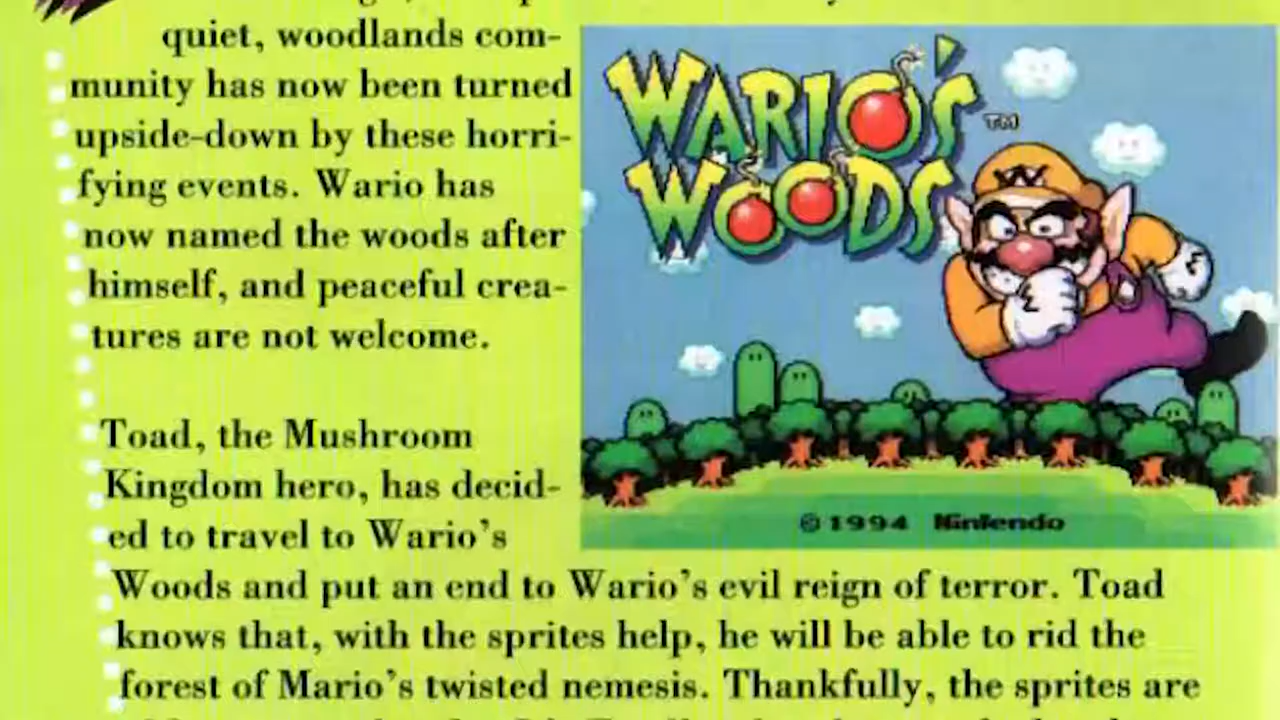 quiet, woodlands com-
munity has now been turned
upside-down by these horri-
fying events. Wario has
now named the woods after
himself, and peaceful crea-
tures are not welcome.
Toad, the Mushroom
Kingdom hero, has decid-
ed to travel to Wario's
Woods and put an end to Wario's evil reign of terror. Toad
knows that, with the sprites help, he will be able to rid the
forest of Mario's twisted nemesis. Thankfully, the sprites are
WARIO'S
WOODS
TM
W
© 1994 Nintendo